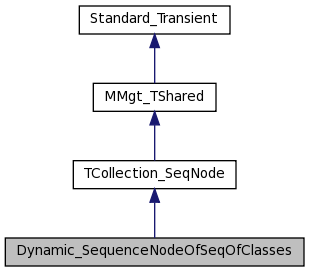 Standard_Transient
MMgt_TShared
TCollection_SeqNode
Dynamic_SequenceNodeOfSeqOfClasses